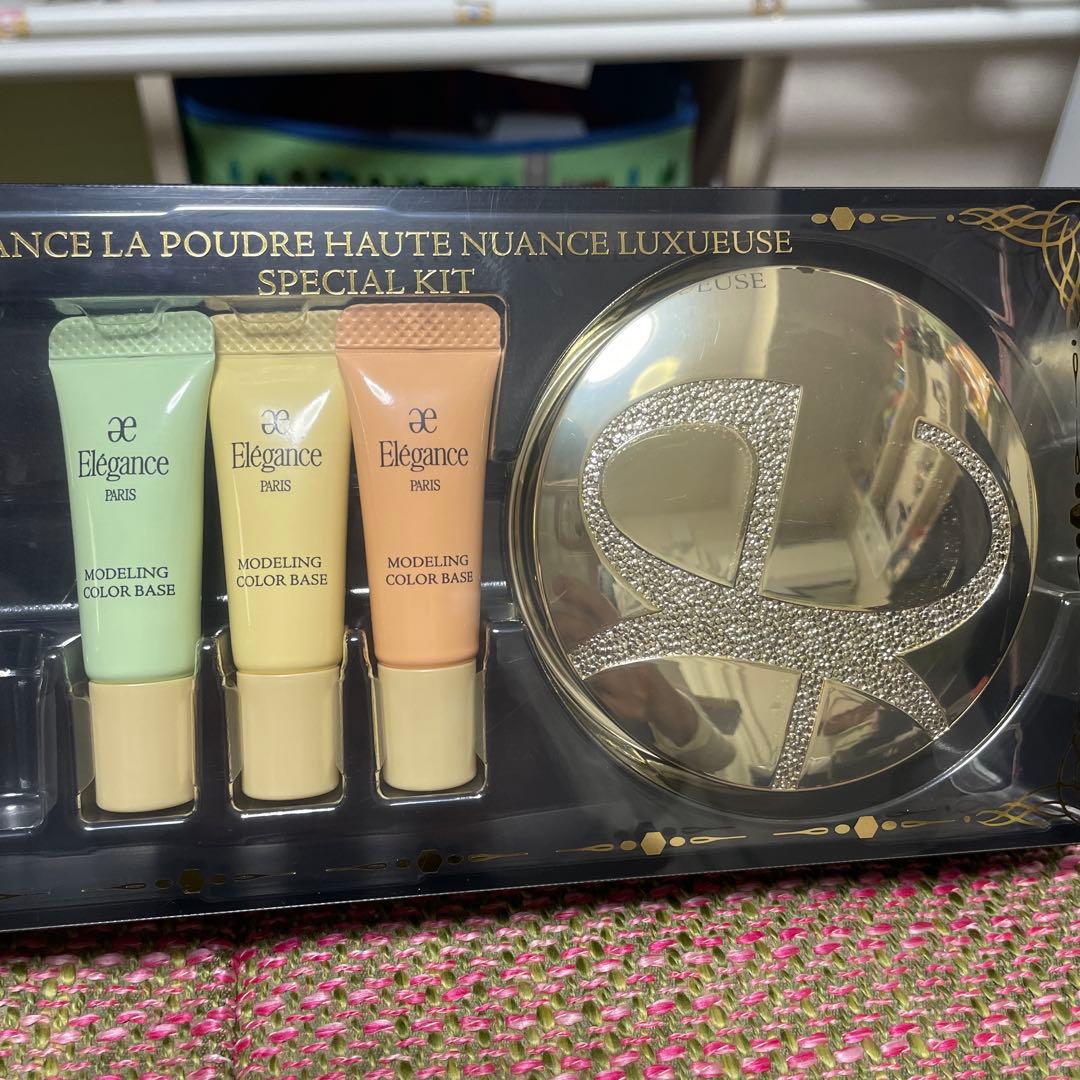 ANCE LA POUDRE HAUTE NUANCE LUXUEUSE
SPECIAL KIT
EUSE
æ
Elégance
PARIS
MODELING
COLOR BASE
æ
Elégance
PARIS
MODELING
COLOR BASE
æ
Elégance
PARIS
MODELING
COLOR BASE